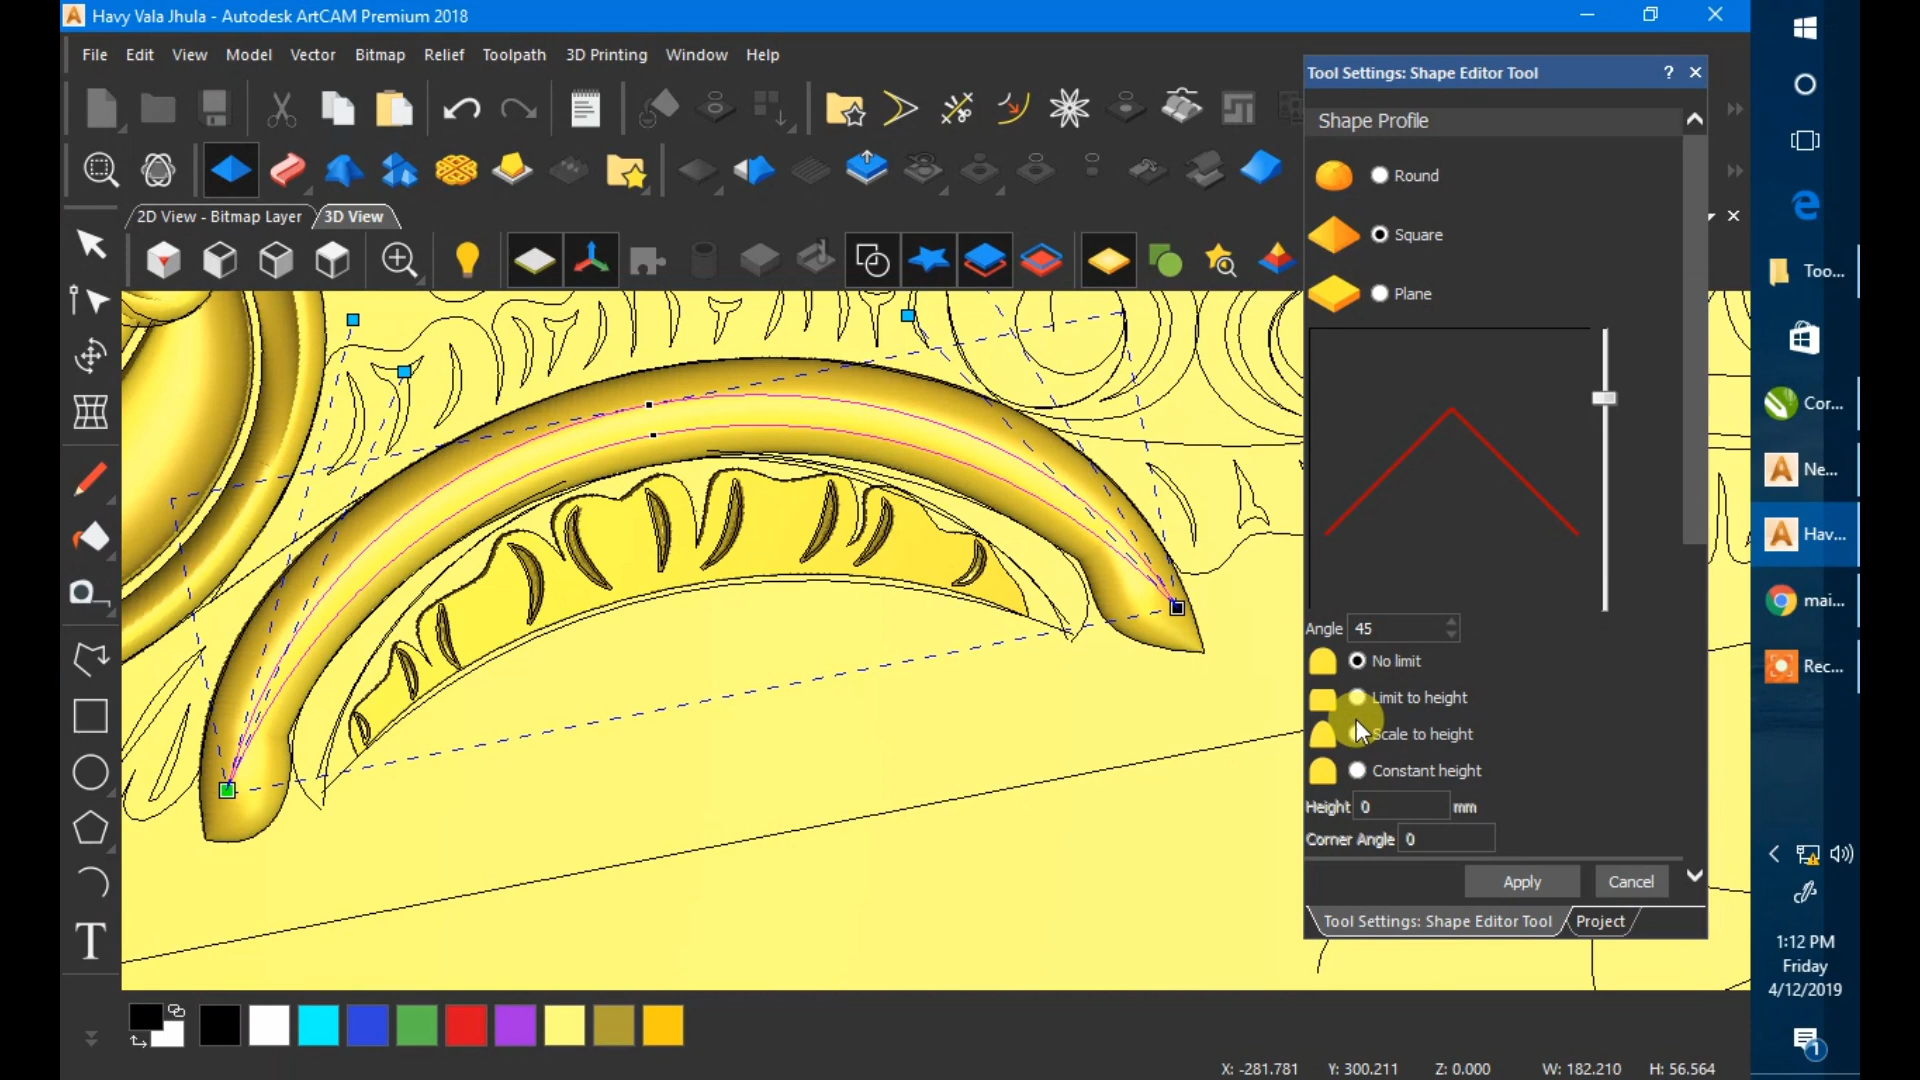 Havy Vala Jhula - Autodesk ArtCAM Premium 2018
File Edit View Model Vector Bitmap Relief Toolpath 3D Printing Window Help
2D View - Bitmap Layer 3D View
Tool Settings: Shape Editor Tool ?
Shape Profile
Round
Square
Plane
Angle 45
No limit
Limit to height
Scale to height
Constant height
Height 0 mm
Corner Angle 0
Apply Cancel
Tool Settings: Shape Editor Tool Project
T
X: -281.781 Y: 300.211 Z: 0.000 W: 182.210 H: 56.564
Too...
Cor...
Ne...
Hav...
mai...
Rec...
1:12 PM
Friday
4/12/2019
1